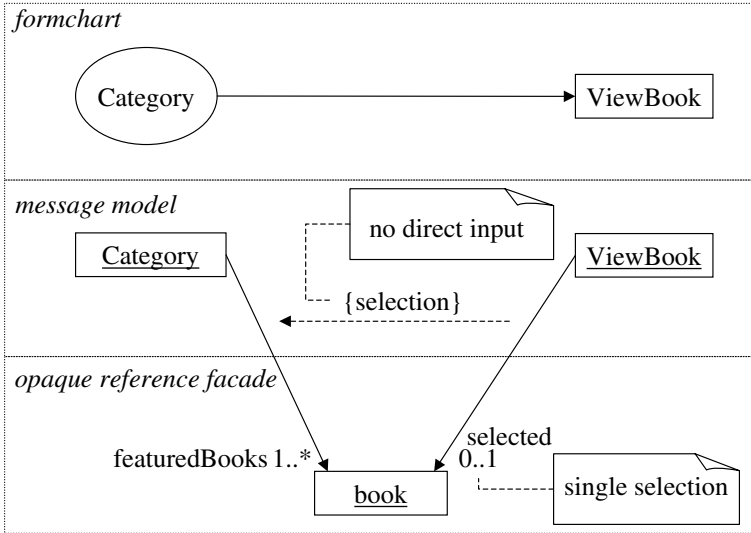 formchart
Category
ViewBook
message model
no direct input
Category
ViewBook
{selection}
opaque reference facade
selected
featuredBooks 1..*
0..1
book
single selection